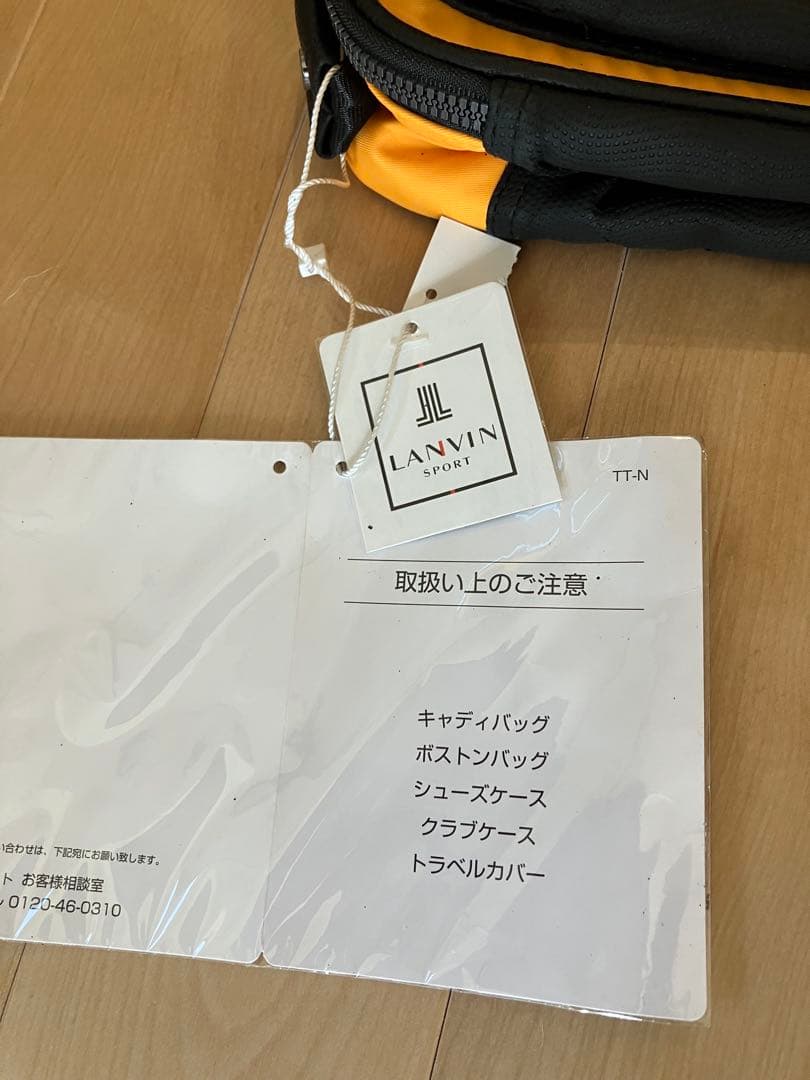 LANVIN
SPORT
TT-N
取扱い上のご注意
キャディバッグ
ボストンバッグ
シューズケース
クラブケース
トラベルカバー
い合わせは、下記宛にお願い致します。
ト お客様相談室
0120-46-0310